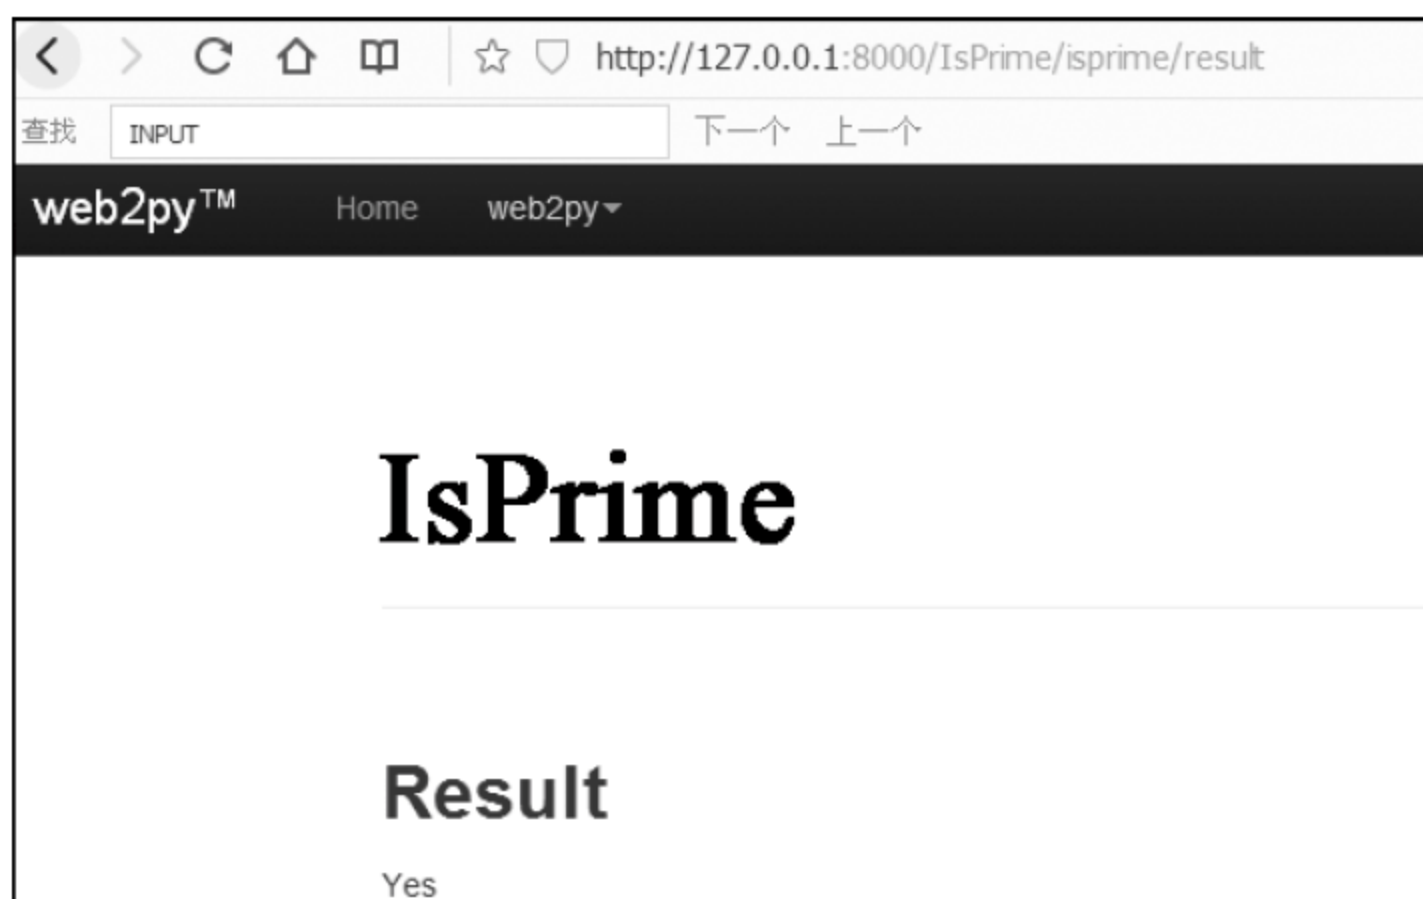 http://127.0.0.1:8000/IsPrime/isprime/result
查找 INPUT 下一个 上一个
web2py™ Home web2py
IsPrime
Result
Yes